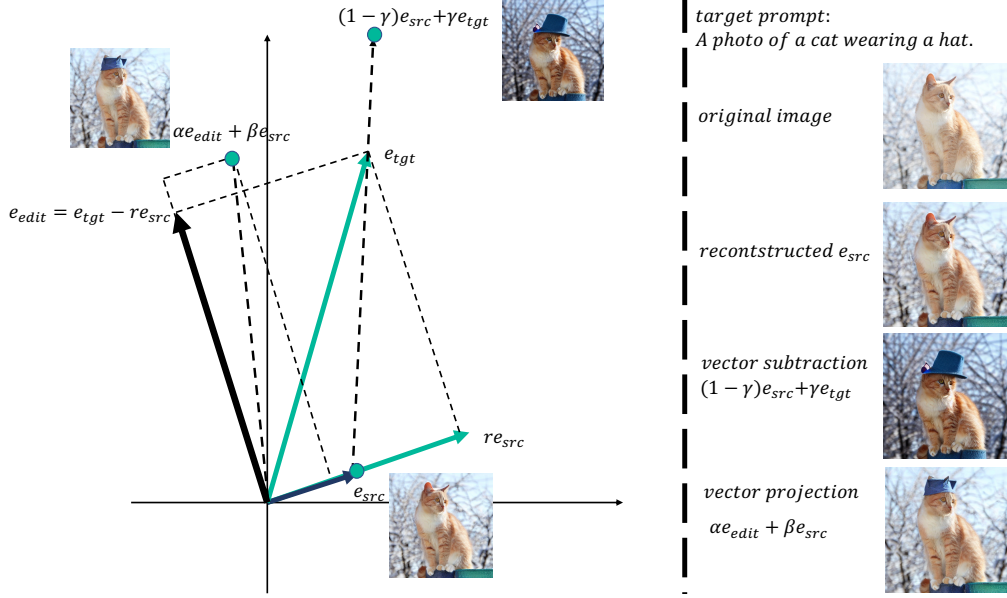 (1 − γ)e_src+γe_tgt
αe_edit + βe_src
e_tgt
e_edit = e_tgt − re_src
re_src
e_src
target prompt:
A photo of a cat wearing a hat.
original image
recontstructed e_src
vector subtraction
(1 − γ)e_src+γe_tgt
vector projection
αe_edit + βe_src